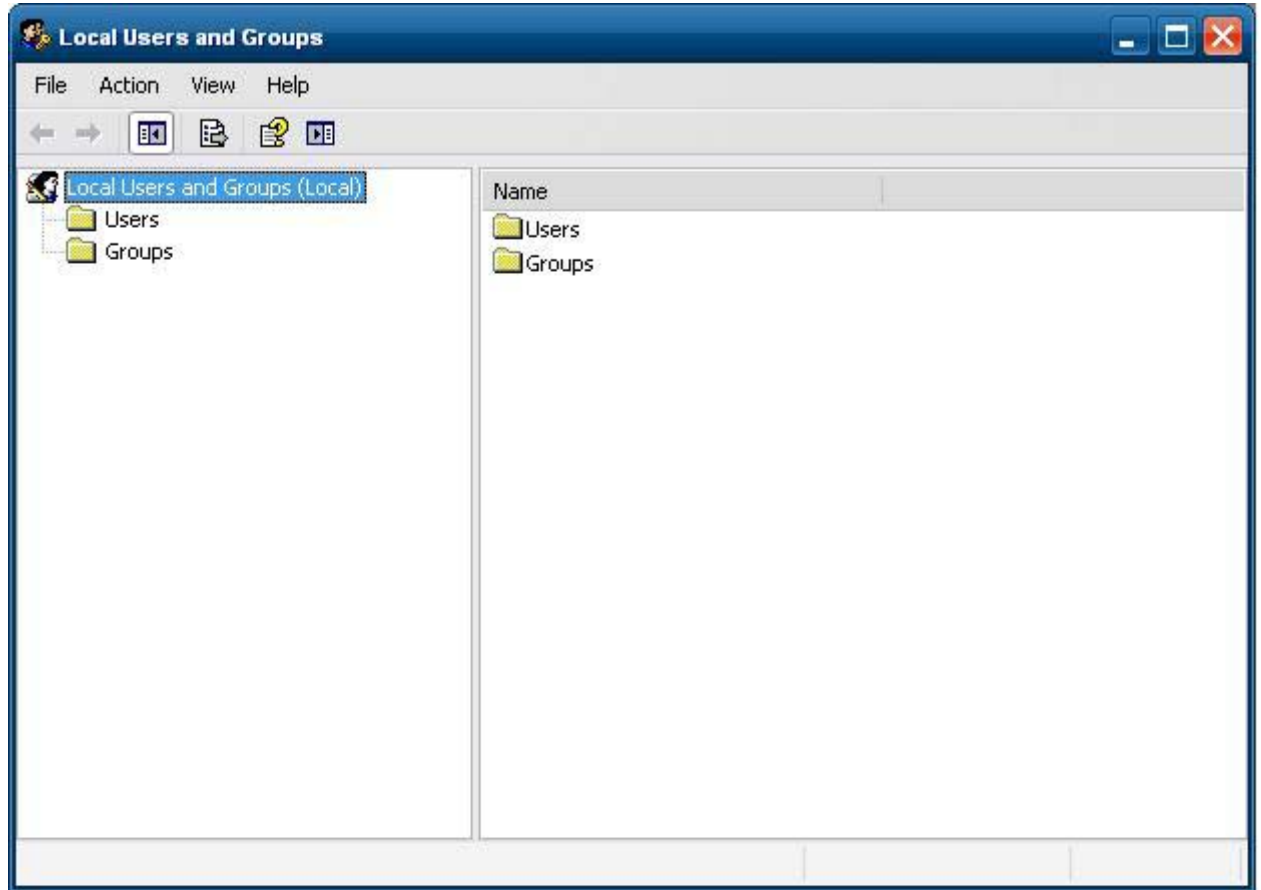 Local Users and Groups
File Action View Help
Local Users and Groups (Local)
Users
Groups
Name
Users
Groups